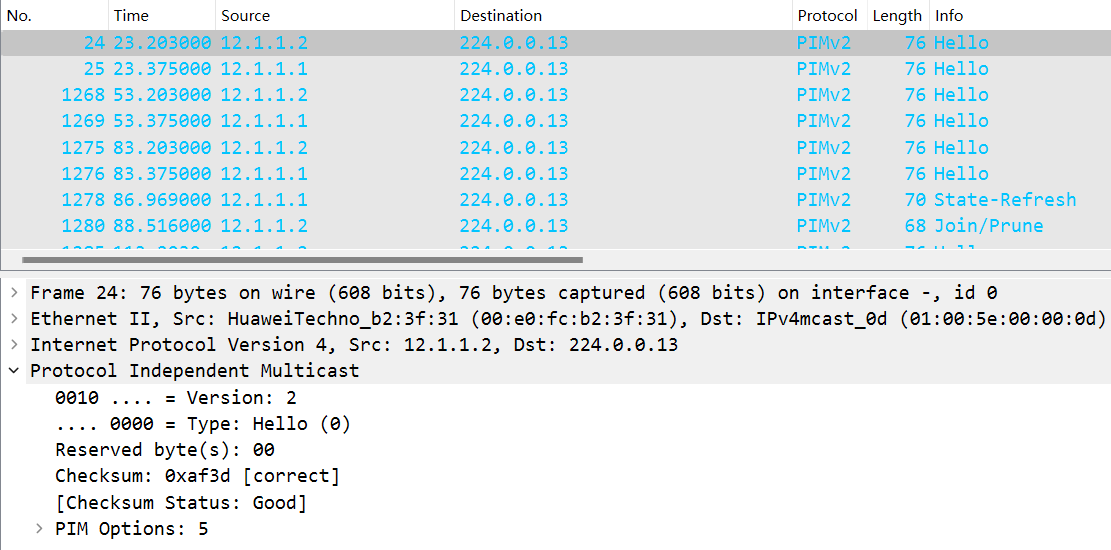 No. Time Source Destination Protocol Length Info
24 23.203000 12.1.1.2 224.0.0.13 PIMv2 76 Hello
25 23.375000 12.1.1.1 224.0.0.13 PIMv2 76 Hello
1268 53.203000 12.1.1.2 224.0.0.13 PIMv2 76 Hello
1269 53.375000 12.1.1.1 224.0.0.13 PIMv2 76 Hello
1275 83.203000 12.1.1.2 224.0.0.13 PIMv2 76 Hello
1276 83.375000 12.1.1.1 224.0.0.13 PIMv2 76 Hello
1278 86.969000 12.1.1.1 224.0.0.13 PIMv2 70 State-Refresh
1280 88.516000 12.1.1.2 224.0.0.13 PIMv2 68 Join/Prune
Frame 24: 76 bytes on wire (608 bits), 76 bytes captured (608 bits) on interface -, id 0
Ethernet II, Src: HuaweiTechno_b2:3f:31 (00:e0:fc:b2:3f:31), Dst: IPv4mcast_0d (01:00:5e:00:00:0d)
Internet Protocol Version 4, Src: 12.1.1.2, Dst: 224.0.0.13
Protocol Independent Multicast
0010 .... = Version: 2
.... 0000 = Type: Hello (0)
Reserved byte(s): 00
Checksum: 0xaf3d [correct]
[Checksum Status: Good]
PIM Options: 5